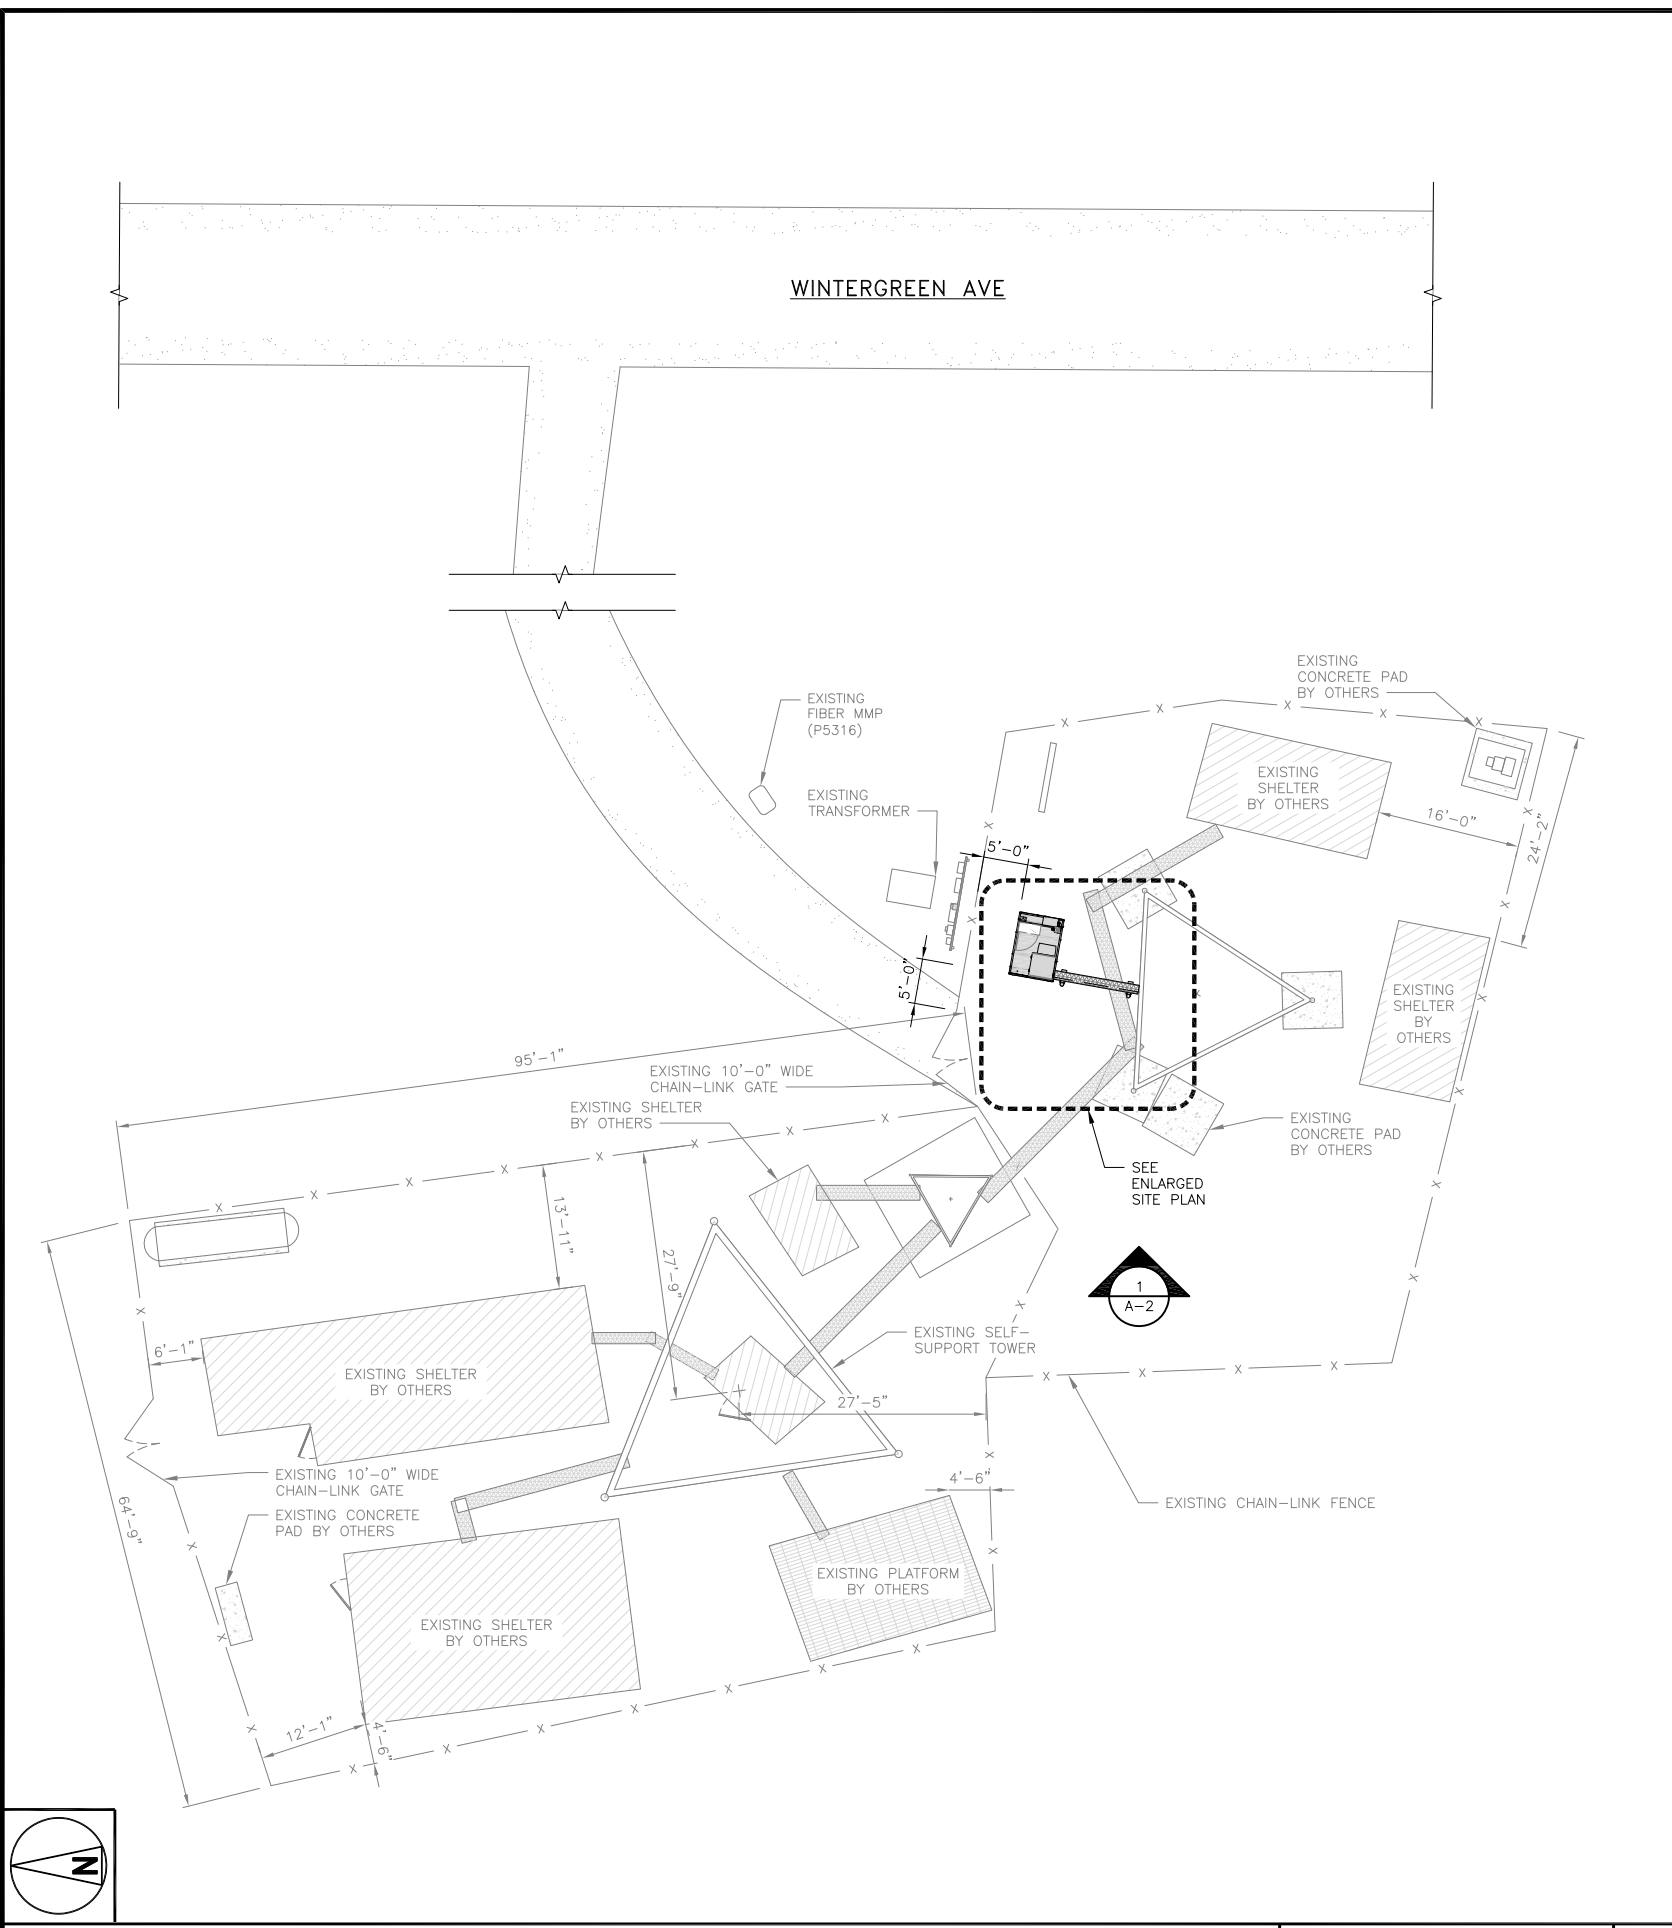 WINTERGREEN AVE
EXISTING
CONCRETE PAD
BY OTHERS
EXISTING
FIBER MMP
(P5316)
EXISTING
TRANSFORMER
EXISTING
SHELTER
BY OTHERS
16'-0"
24'-2"
5'-0"
5'-0"
EXISTING
SHELTER
BY
OTHERS
95'-1"
EXISTING 10'-0" WIDE
CHAIN-LINK GATE
EXISTING SHELTER
BY OTHERS
EXISTING
CONCRETE PAD
BY OTHERS
SEE
ENLARGED
SITE PLAN
13'-11"
27'-9"
1
A-2
EXISTING SELF-
SUPPORT TOWER
6'-1"
EXISTING SHELTER
BY OTHERS
27'-5"
EXISTING 10'-0" WIDE
CHAIN-LINK GATE
4'-6"
EXISTING CHAIN-LINK FENCE
64'-9"
EXISTING CONCRETE
PAD BY OTHERS
EXISTING PLATFORM
BY OTHERS
EXISTING SHELTER
BY OTHERS
12'-1"
4'-6"
N